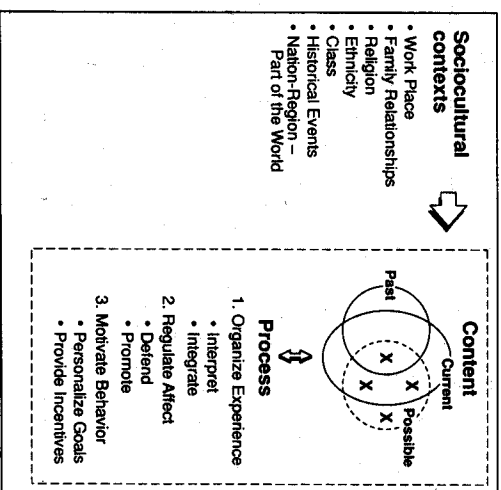 Sociocultural
contexts
• Work Place
• Family Relationships
• Religion
• Ethnicity
• Class
• Historical Events
• Nation-Region –
Part of the World
Content
Past
Current
Possible
X
X
X
X
Process
1. Organize Experience
• Interpret
• Integrate
2. Regulate Affect
• Defend
• Promote
3. Motivate Behavior
• Personalize Goals
• Provide Incentives